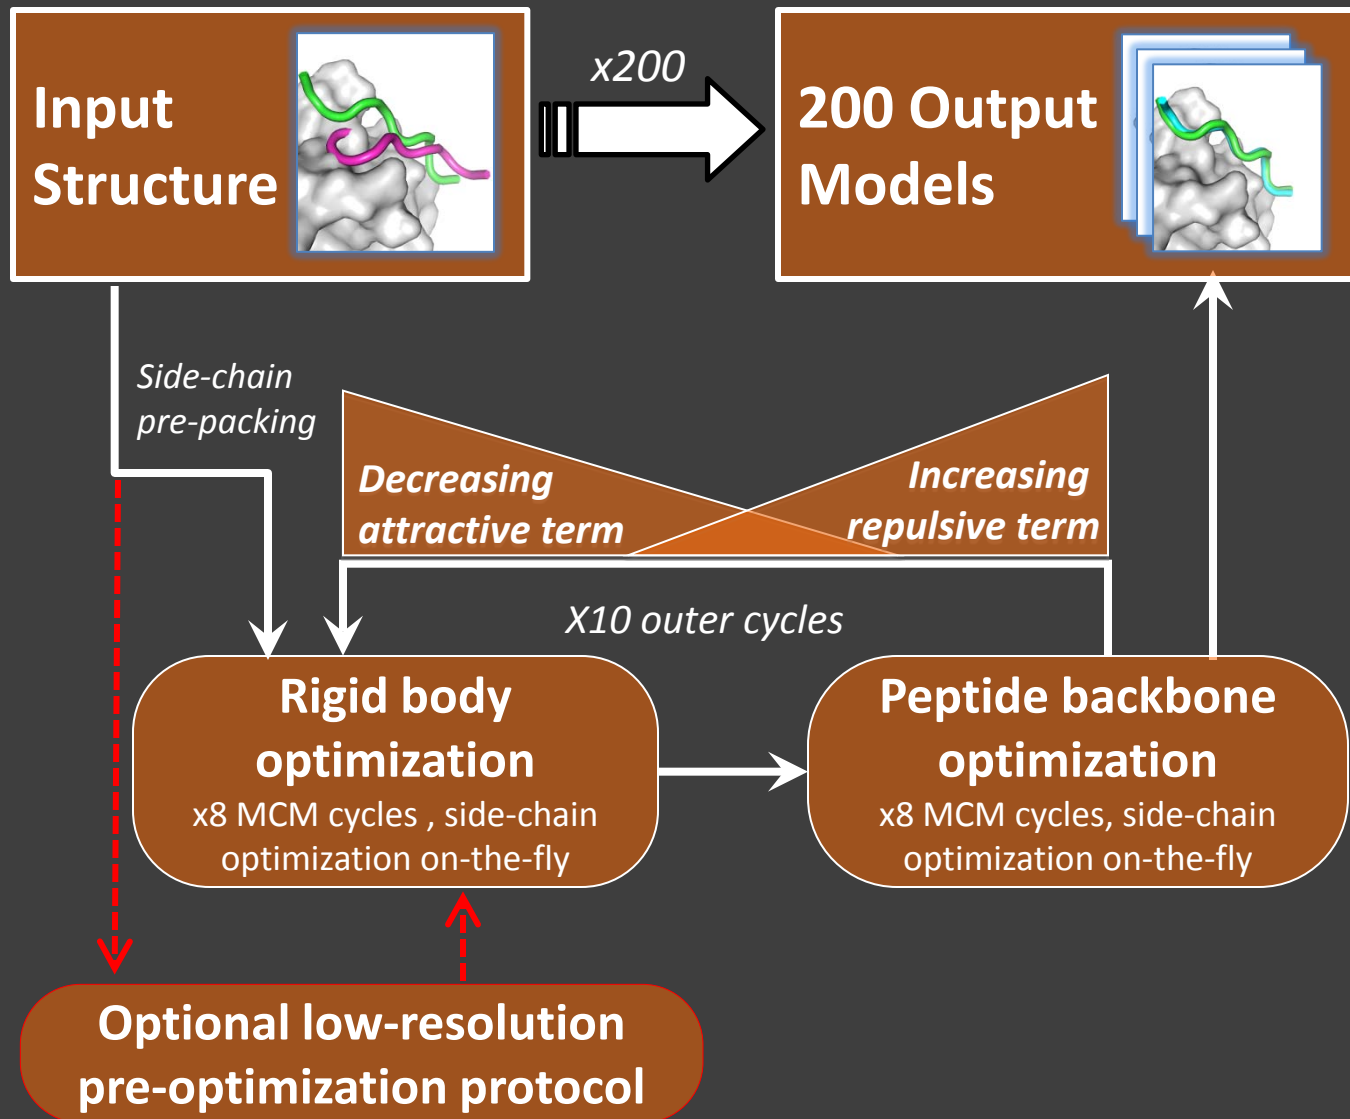 Input
Structure
x200
200 Output
Models
Side-chain
pre-packing
Decreasing
attractive term
Increasing
repulsive term
X10 outer cycles
Rigid body
optimization
x8 MCM cycles , side-chain
optimization on-the-fly
Peptide backbone
optimization
x8 MCM cycles, side-chain
optimization on-the-fly
Optional low-resolution
pre-optimization protocol